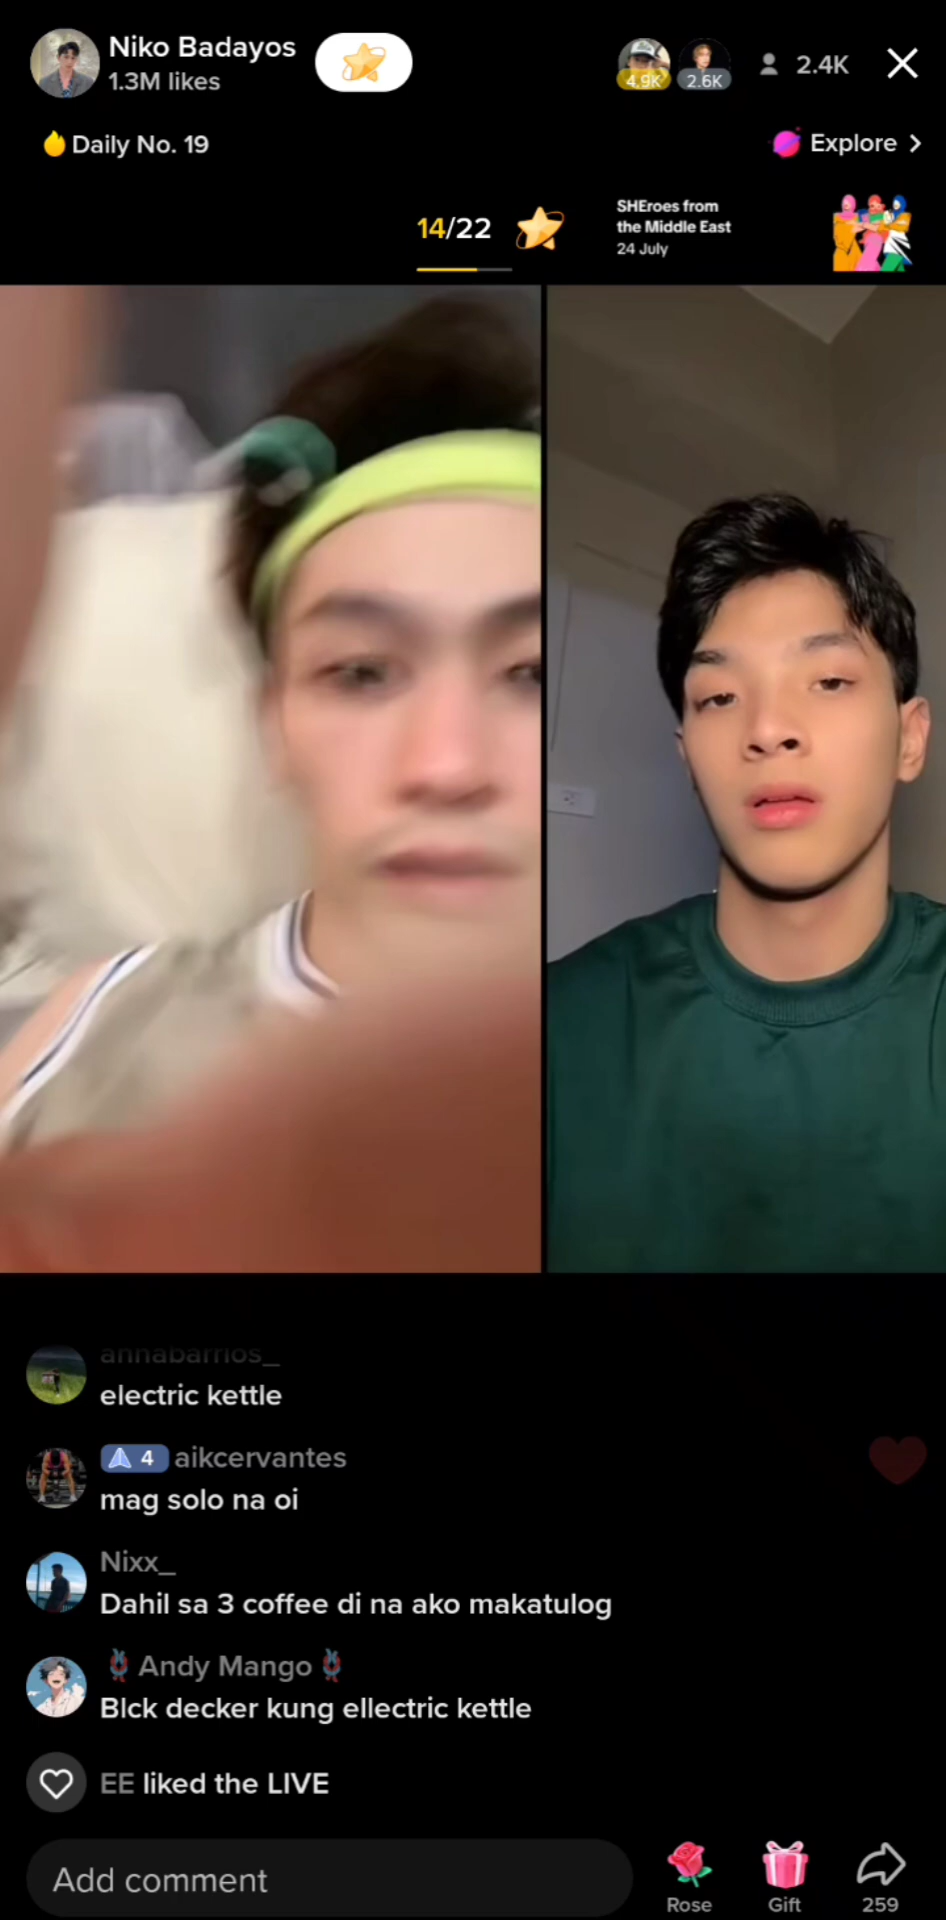 Niko Badayos
1.3M likes
4.9K
2.6K
2.4K
Daily No. 19
Explore >
14/22
SHEroes from
the Middle East
24 July
annabarrios_
electric kettle
4 aikcervantes
mag solo na oi
Nixx_
Dahil sa 3 coffee di na ako makatulog
Andy Mango
Blck decker kung ellectric kettle
EE liked the LIVE
Add comment
Rose
Gift
259